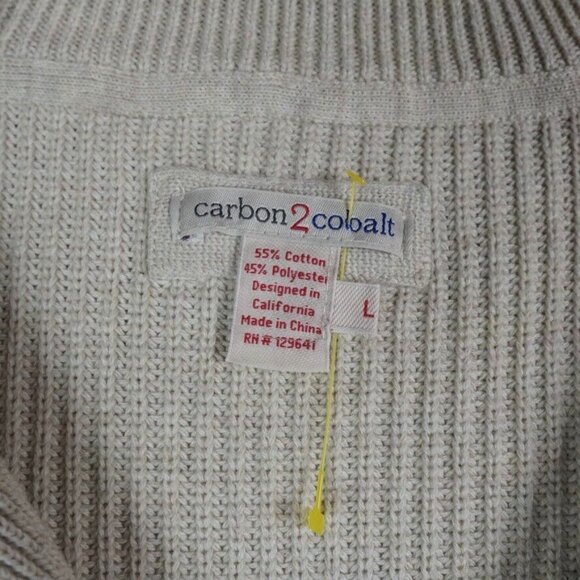 carbon2cobalt
55% Cotton
45% Polyester
Designed in
California
Made in China
RN# 129641
L